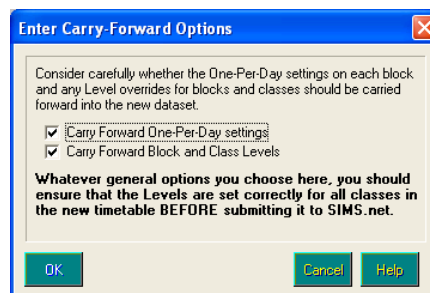 Enter Carry-Forward Options
Consider carefully whether the One-Per-Day settings on each block
and any Level overrides for blocks and classes should be carried
forward into the new dataset.
Carry Forward One-Per-Day settings
Carry Forward Block and Class Levels
Whatever general options you choose here, you should
ensure that the Levels are set correctly for all classes in
the new timetable BEFORE submitting it to SIMS.net.
OK
Cancel
Help